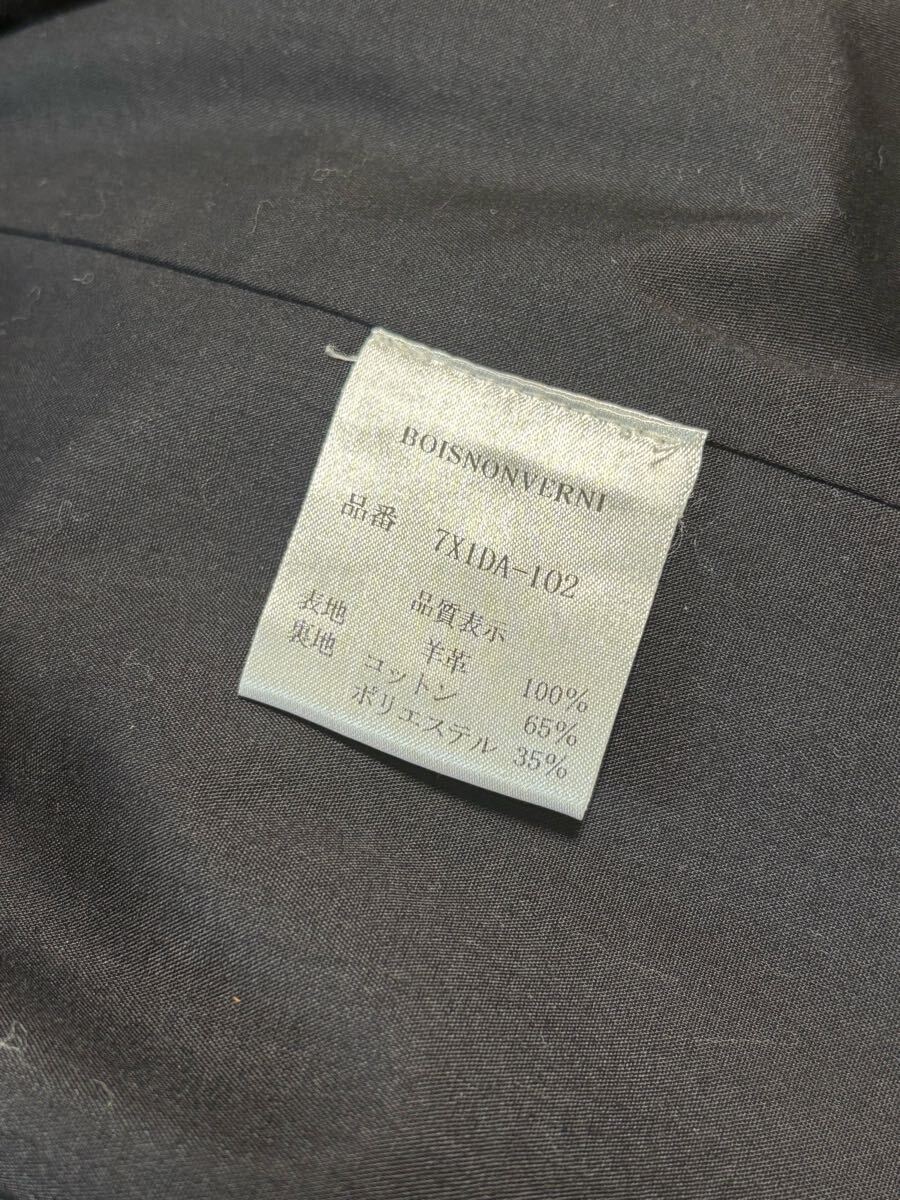 BOISNONVERNI
品番 7X1DA-102
品質表示
表地 羊革 100%
裏地 コットン 65%
ポリエステル 35%